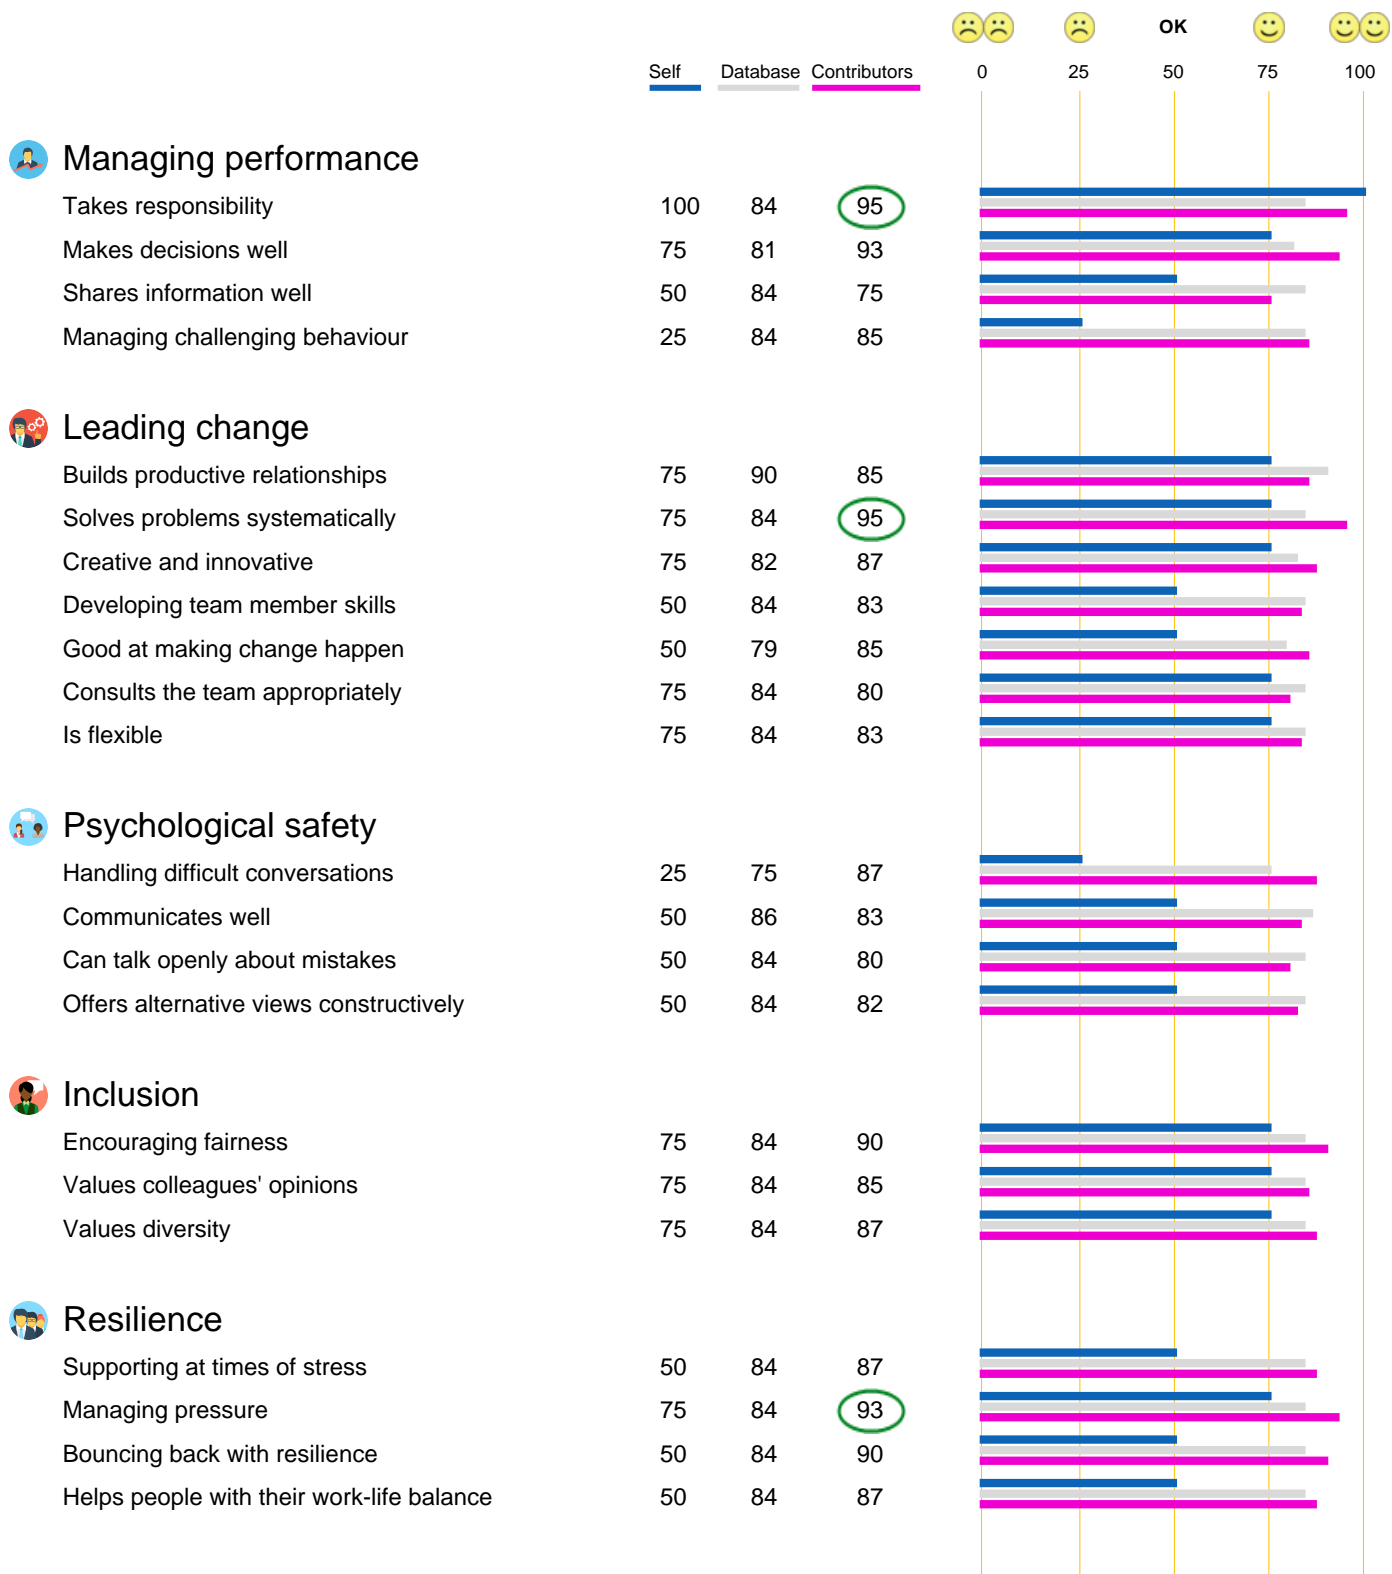 OK
Self Database Contributors 0 25 50 75 100
Managing performance
Takes responsibility 100 84 95
Makes decisions well 75 81 93
Shares information well 50 84 75
Managing challenging behaviour 25 84 85
Leading change
Builds productive relationships 75 90 85
Solves problems systematically 75 84 95
Creative and innovative 75 82 87
Developing team member skills 50 84 83
Good at making change happen 50 79 85
Consults the team appropriately 75 84 80
Is flexible 75 84 83
Psychological safety
Handling difficult conversations 25 75 87
Communicates well 50 86 83
Can talk openly about mistakes 50 84 80
Offers alternative views constructively 50 84 82
Inclusion
Encouraging fairness 75 84 90
Values colleagues' opinions 75 84 85
Values diversity 75 84 87
Resilience
Supporting at times of stress 50 84 87
Managing pressure 75 84 93
Bouncing back with resilience 50 84 90
Helps people with their work-life balance 50 84 87